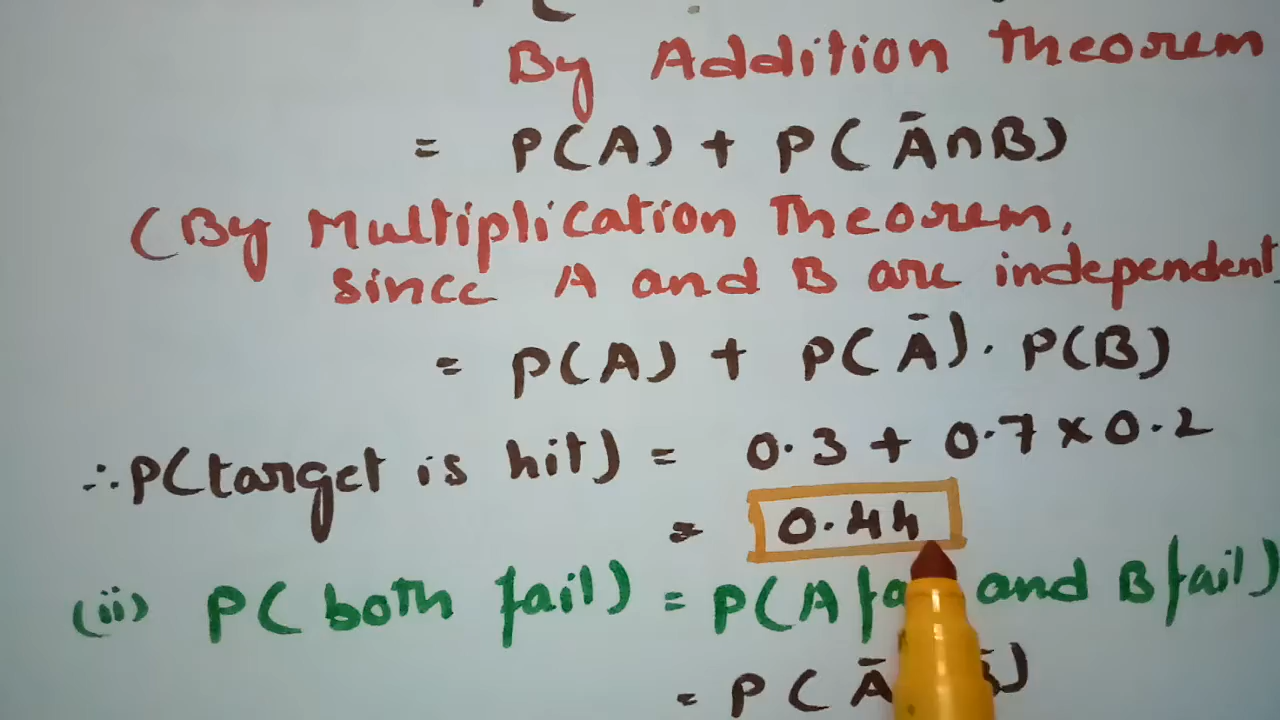 By Addition Theorem
= P(A) + P(Ā∩B)
(By Multiplication Theorem,
since A and B are independent
= P(A) + P(Ā). P(B)
∴P(target is hit) = 0.3 + 0.7 × 0.2
= 0.44
(ii) P(both fail) = P(A and B fail)
= P(Ā )